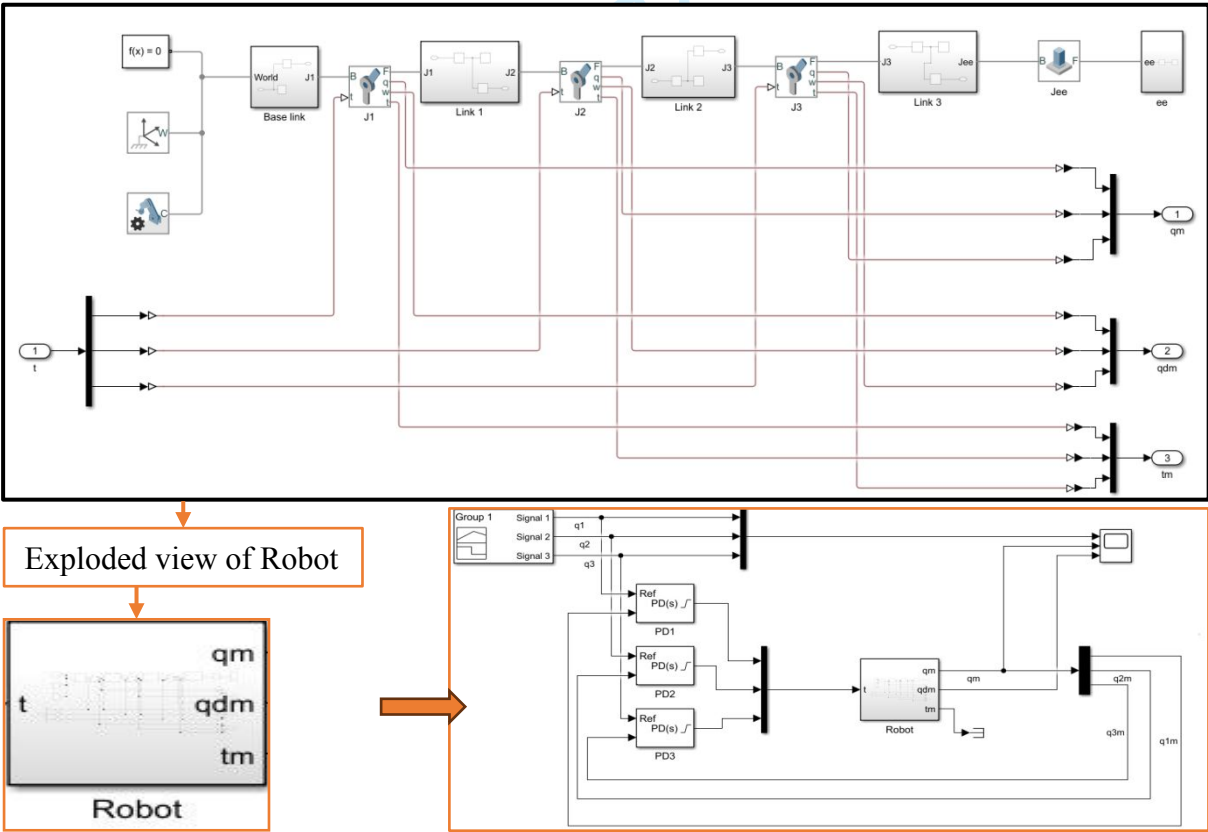 f(x) = 0
World J1
Base link
B F q w t t
J1
J1 J2
Link 1
B F q w t t
J2
J2 J3
Link 2
B F q w t t
J3
J3 Jee
Link 3
B F
Jee
ee
ee
W
C
1
t
1
qm
2
qdm
3
tm
Exploded view of Robot
t
qm
qdm
tm
Robot
Group 1
Signal 1
Signal 2
Signal 3
q1
q2
q3
Ref
PD(s)
PD1
Ref
PD(s)
PD2
Ref
PD(s)
PD3
t
qm
qdm
tm
Robot
qm
q2m
q3m
q1m